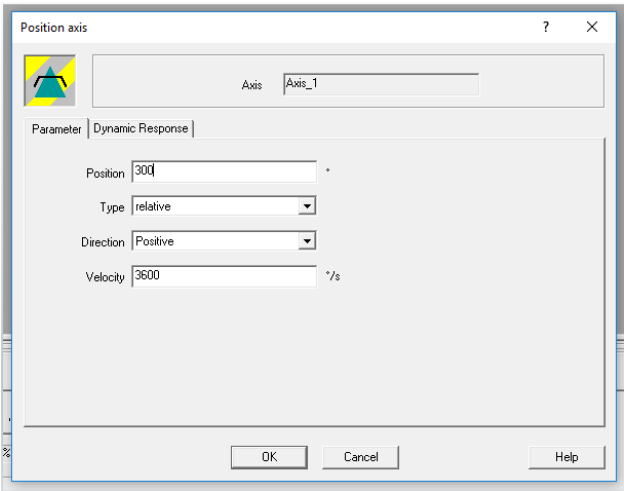 Position axis ? ×
Axis Axis_1
Parameter Dynamic Response
Position 300 °
Type relative
Direction Positive
Velocity 3600 °/s
%
OK Cancel Help